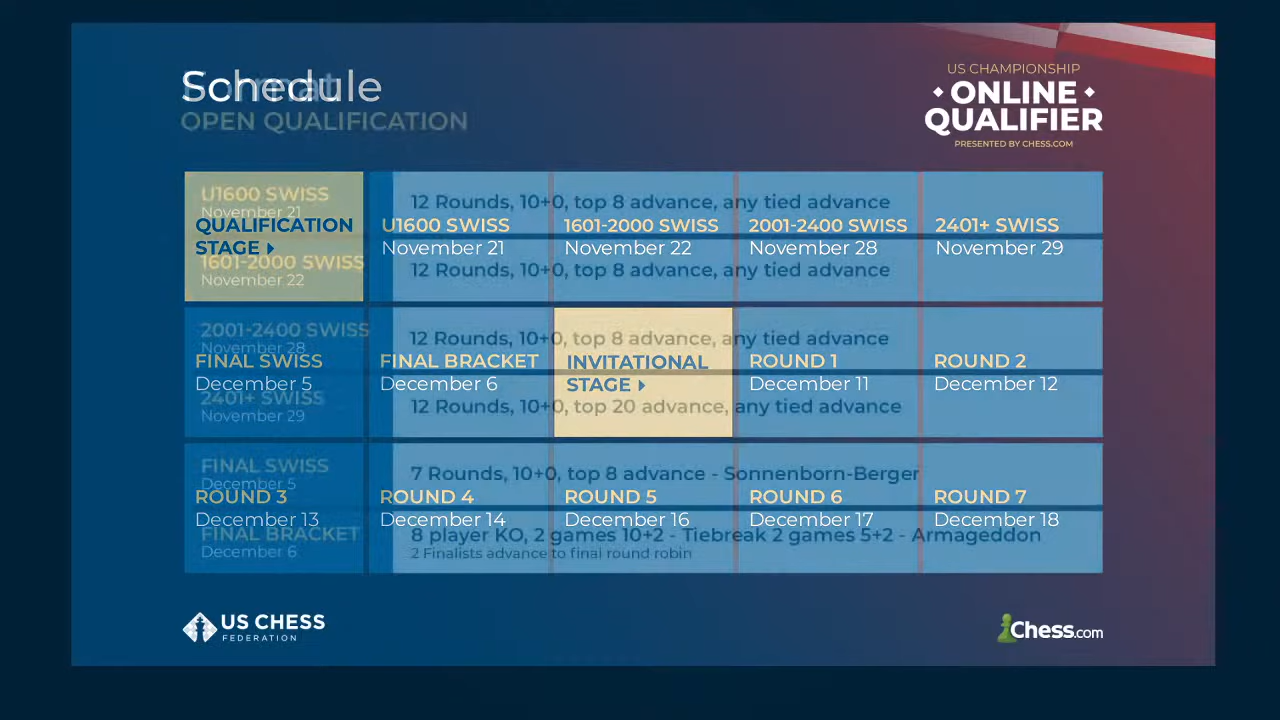 Schedule
Format
OPEN QUALIFICATION
US CHAMPIONSHIP
ONLINE
QUALIFIER
PRESENTED BY CHESS.COM
QUALIFICATION
STAGE
U1600 SWISS
November 21
1601-2000 SWISS
November 22
2001-2400 SWISS
November 28
2401+ SWISS
November 29
FINAL SWISS
December 5
FINAL BRACKET
December 6
INVITATIONAL
STAGE
ROUND 1
December 11
ROUND 2
December 12
ROUND 3
December 13
ROUND 4
December 14
ROUND 5
December 16
ROUND 6
December 17
ROUND 7
December 18
U1600 SWISS
November 21
12 Rounds, 10+0, top 8 advance, any tied advance
1601-2000 SWISS
November 22
12 Rounds, 10+0, top 8 advance, any tied advance
2001-2400 SWISS
November 28
12 Rounds, 10+0, top 8 advance, any tied advance
2401+ SWISS
November 29
12 Rounds, 10+0, top 20 advance, any tied advance
FINAL SWISS
December 5
7 Rounds, 10+0, top 8 advance - Sonnenborn-Berger
FINAL BRACKET
December 6
8 player KO, 2 games 10+2 - Tiebreak 2 games 5+2 - Armageddon
2 Finalists advance to final round robin
US CHESS
FEDERATION
Chess.com